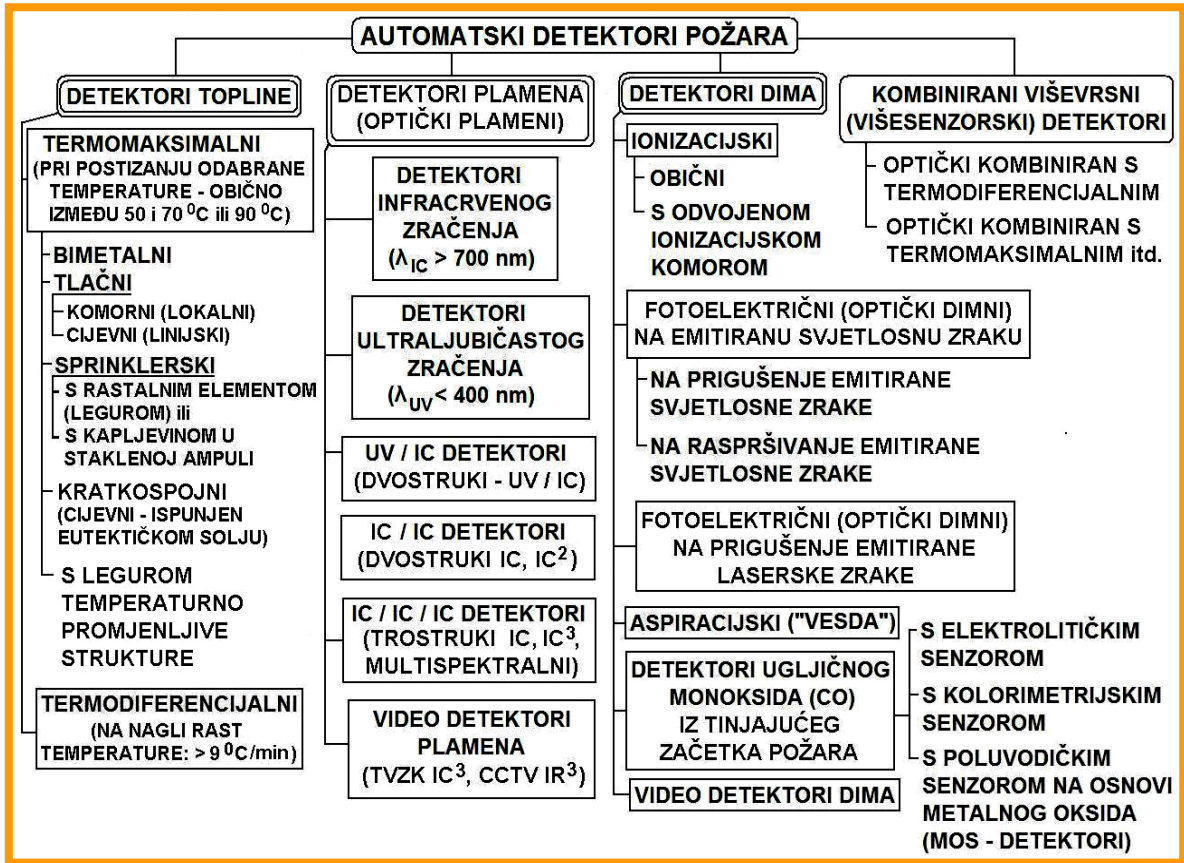 AUTOMATSKI DETEKTORI POŽARA
DETEKTORI TOPLINE
TERMOMAKSIMALNI
(PRI POSTIZANJU ODABRANE
TEMPERATURE - OBIČNO
IZMEĐU 50 i 70 ⁰C ili 90 ⁰C)
BIMETALNI
TLAČNI
KOMORNI (LOKALNI)
CIJEVNI (LINIJSKI)
SPRINKLERSKI
S RASTALNIM ELEMENTOM
(LEGUROM) ili
S KAPLJEVINOM U
STAKLENOJ AMPULI
KRATKOSPOJNI
(CIJEVNI - ISPUNJEN
EUTEKTIČKOM SOLJU)
S LEGUROM
TEMPERATURNO
PROMJENLJIVE
STRUKTURE
TERMODIFERENCIJALNI
(NA NAGLI RAST
TEMPERATURE: > 9 ⁰C/min)
DETEKTORI PLAMENA
(OPTIČKI PLAMENI)
DETEKTORI
INFRACRVENOG
ZRAČENJA
(λ IC > 700 nm)
DETEKTORI
ULTRALJUBIČASTOG
ZRAČENJA
(λ UV < 400 nm)
UV / IC DETEKTORI
(DVOSTRUKI - UV / IC)
IC / IC DETEKTORI
(DVOSTRUKI IC, IC²)
IC / IC / IC DETEKTORI
(TROSTRUKI IC, IC³,
MULTISPEKTRALNI)
VIDEO DETEKTORI
PLAMENA
(TVZK IC³, CCTV IR³)
DETEKTORI DIMA
IONIZACIJSKI
OBIČNI
S ODVOJENOM
IONIZACIJSKOM
KOMOROM
FOTOELEKTRIČNI (OPTIČKI DIMNI)
NA EMITIRANU SVJETLOSNU ZRAKU
NA PRIGUŠENJE EMITIRANE
SVJETLOSNE ZRAKE
NA RASPRŠIVANJE EMITIRANE
SVJETLOSNE ZRAKE
FOTOELEKTRIČNI (OPTIČKI DIMNI)
NA PRIGUŠENJE EMITIRANE
LASERSKE ZRAKE
ASPIRACIJSKI ("VESDA")
DETEKTORI UGLJIČNOG
MONOKSIDA (CO)
IZ TINJAJUĆEG
ZAČETKA POŽARA
S ELEKTROLITIČKIM
SENZOROM
S KOLORIMETRIJSKIM
SENZOROM
S POLUVODIČKIM
SENZOROM NA OSNOVI
METALNOG OKSIDA
(MOS - DETEKTORI)
VIDEO DETEKTORI DIMA
KOMBINIRANI VIŠEVRSNI
(VIŠESENZORSKI) DETEKTORI
OPTIČKI KOMBINIRAN S
TERMODIFERENCIJALNIM
OPTIČKI KOMBINIRAN S
TERMOMAKSIMALNIM itd.